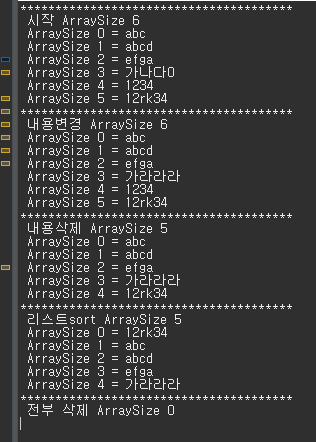 ***************************************
시작 ArraySize 6
ArraySize 0 = abc
ArraySize 1 = abcd
ArraySize 2 = efga
ArraySize 3 = 가나다0
ArraySize 4 = 1234
ArraySize 5 = 12rk34
***************************************
내용변경 ArraySize 6
ArraySize 0 = abc
ArraySize 1 = abcd
ArraySize 2 = efga
ArraySize 3 = 가라라라
ArraySize 4 = 1234
ArraySize 5 = 12rk34
***************************************
내용삭제 ArraySize 5
ArraySize 0 = abc
ArraySize 1 = abcd
ArraySize 2 = efga
ArraySize 3 = 가라라라
ArraySize 4 = 12rk34
***************************************
리스트sort ArraySize 5
ArraySize 0 = 12rk34
ArraySize 1 = abc
ArraySize 2 = abcd
ArraySize 3 = efga
ArraySize 4 = 가라라라
***************************************
전부 삭제 ArraySize 0